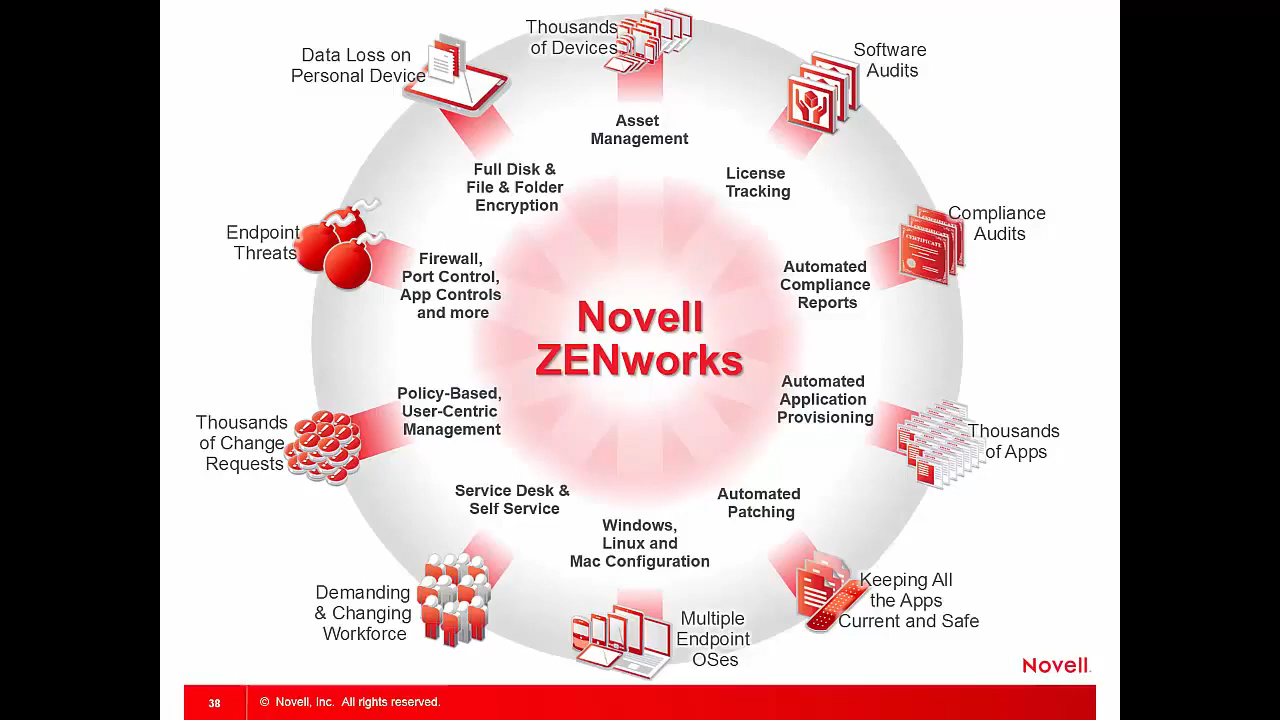 Thousands
of Devices
Data Loss on
Personal Device
Software
Audits
Asset
Management
Full Disk &
File & Folder
Encryption
License
Tracking
Endpoint
Threats
Compliance
Audits
CERTIFICATE
Firewall,
Port Control,
App Controls
and more
Automated
Compliance
Reports
Novell
ZENworks
Policy-Based,
User-Centric
Management
Automated
Application
Provisioning
Thousands
of Change
Requests
Thousands
of Apps
Service Desk &
Self Service
Automated
Patching
Windows,
Linux and
Mac Configuration
Demanding
& Changing
Workforce
Multiple
Endpoint
OSes
Keeping All
the Apps
Current and Safe
Novell
38
© Novell, Inc. All rights reserved.